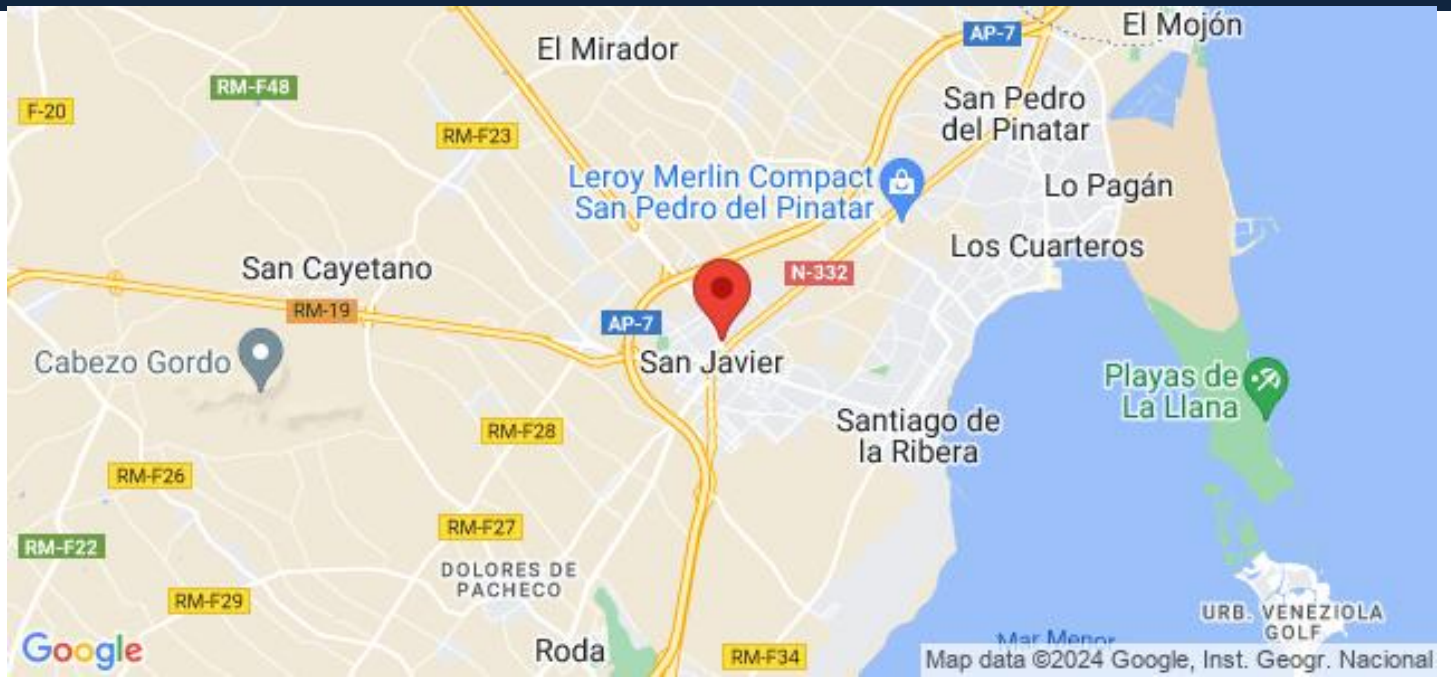 El Mojón
AP-7
El Mirador
RM-F48
San Pedro
del Pinatar
F-20
RM-F23
Leroy Merlin Compact
San Pedro del Pinatar
Lo Pagán
Los Cuarteros
San Cayetano
N-332
RM-19
AP-7
Cabezo Gordo
San Javier
Playas de
La Llana
Santiago de
la Ribera
RM-F28
RM-F26
RM-F27
RM-F22
DOLORES DE
PACHECO
RM-F29
URB. VENEZIOLA
GOLF
Mar Menor
Roda
RM-F34
Google
Map data ©2024 Google, Inst. Geogr. Nacional